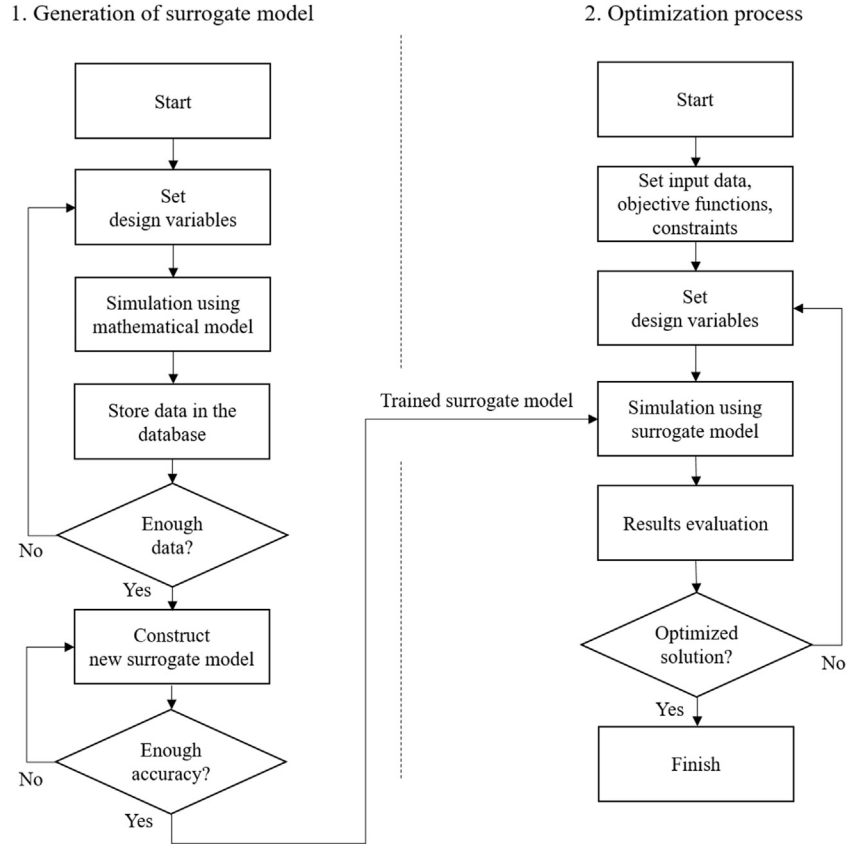 1. Generation of surrogate model
Start
Set
design variables
Simulation using
mathematical model
Store data in the
database
Enough
data?
No
Yes
Construct
new surrogate model
Enough
accuracy?
No
Yes
Trained surrogate model
2. Optimization process
Start
Set input data,
objective functions,
constraints
Set
design variables
Simulation using
surrogate model
Results evaluation
Optimized
solution?
No
Yes
Finish